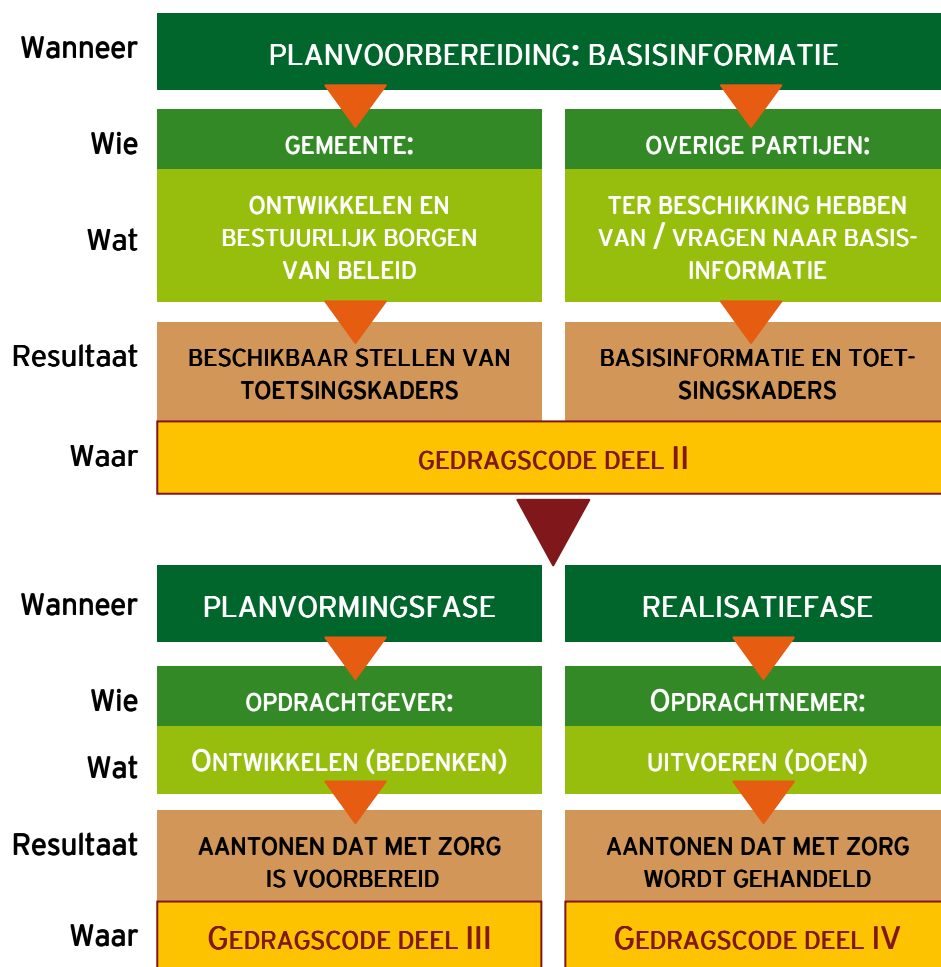 Wanneer
PLANVOORBEREIDING: BASISINFORMATIE
Wie
GEMEENTE:
OVERIGE PARTIJEN:
Wat
ONTWIKKELEN EN
BESTUURLIJK BORGEN
VAN BELEID
TER BESCHIKKING HEBBEN
VAN / VRAGEN NAAR BASIS-
INFORMATIE
Resultaat
BESCHIKBAAR STELLEN VAN
TOETSINGSKADERS
BASISINFORMATIE EN TOET-
SINGSKADERS
Waar
GEDRAGSCODE DEEL II
Wanneer
PLANVORMINGSFASE
REALISATIEFASE
Wie
OPDRACHTGEVER:
OPDRACHTNEMER:
Wat
ONTWIKKELEN (BEDENKEN)
UITVOEREN (DOEN)
Resultaat
AANTONEN DAT MET ZORG
IS VOORBEREID
AANTONEN DAT MET ZORG
WORDT GEHANDELD
Waar
GEDRAGSCODE DEEL III
GEDRAGSCODE DEEL IV